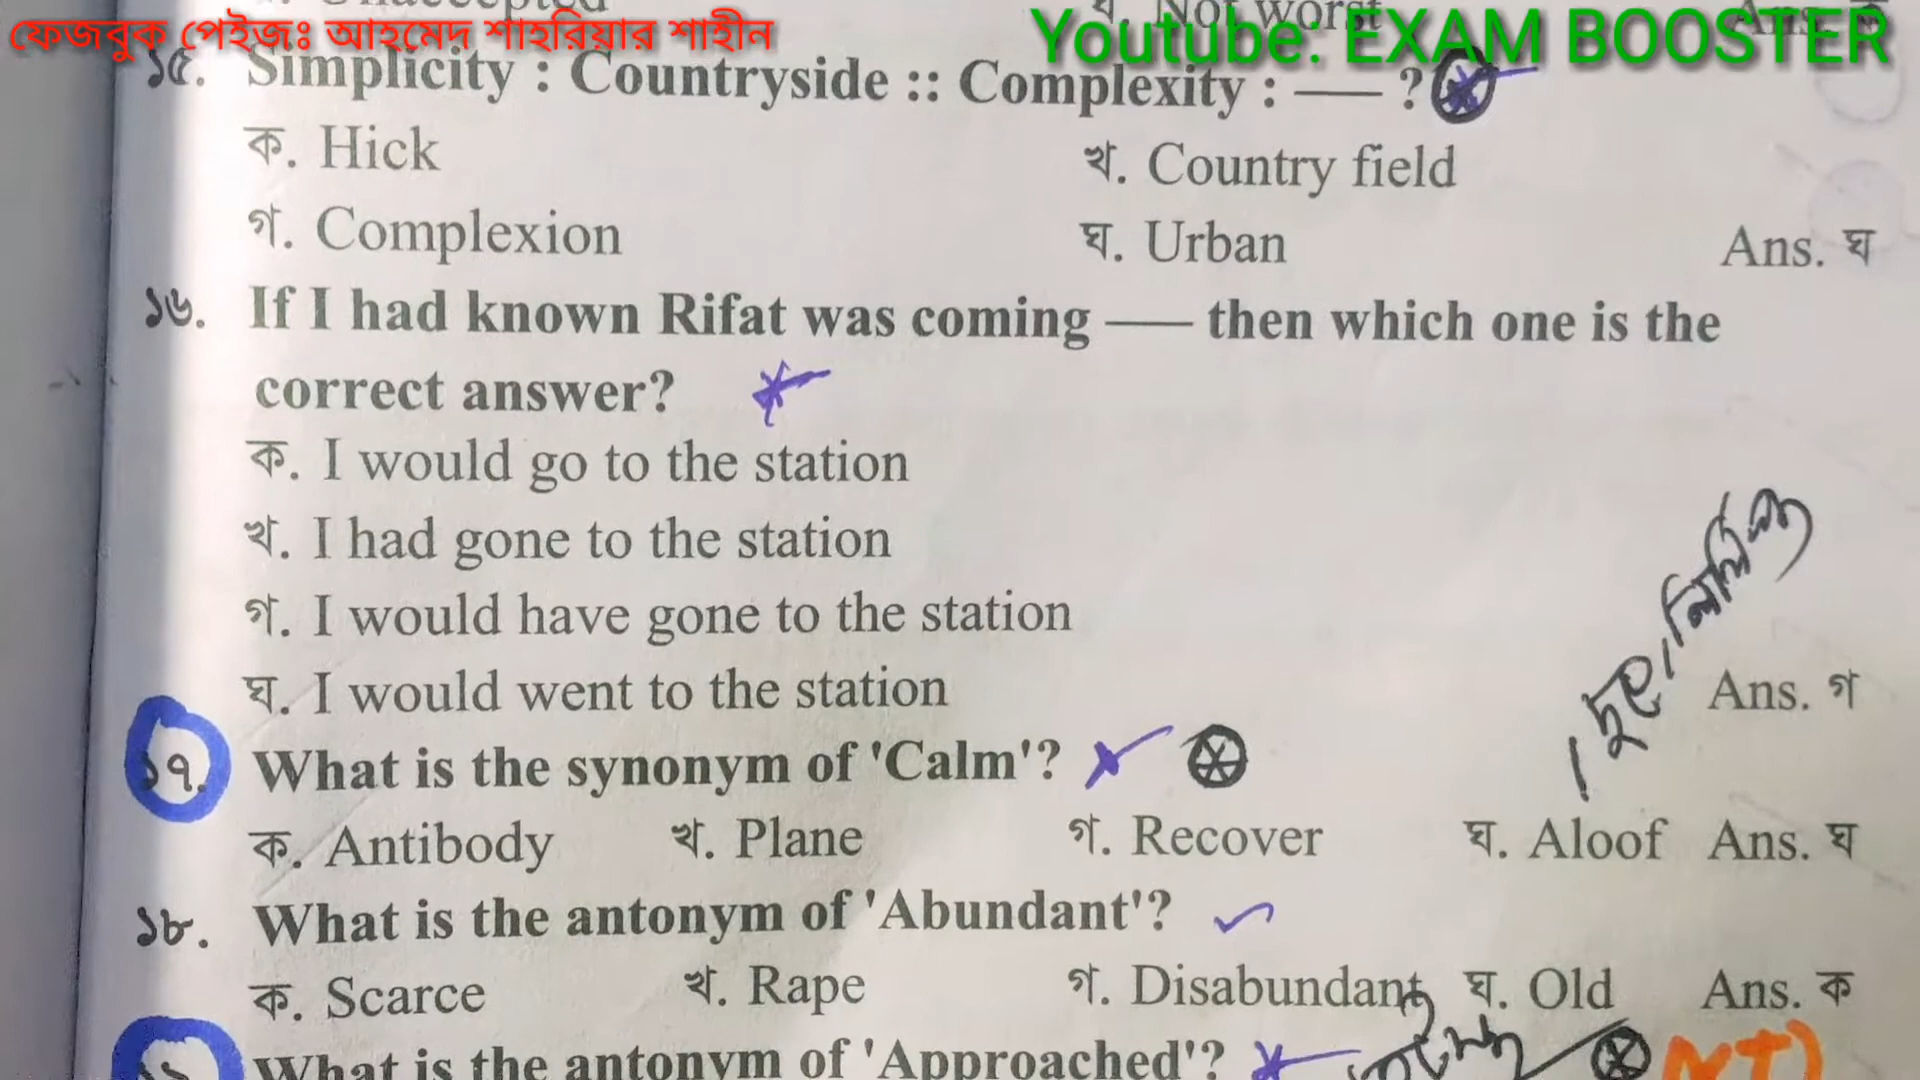 ফেজবুক পেইজঃ আহমেদ শাহরিয়ার শাহীন
Youtube: EXAM BOOSTER
খ. Not worst
১৫. Simplicity : Countryside :: Complexity : — ?
ক. Hick খ. Country field
গ. Complexion ঘ. Urban Ans. ঘ
১৬. If I had known Rifat was coming — then which one is the
correct answer?
ক. I would go to the station
খ. I had gone to the station
গ. I would have gone to the station
ঘ. I would went to the station Ans. গ
১৭. What is the synonym of 'Calm'?
ক. Antibody খ. Plane গ. Recover ঘ. Aloof Ans. ঘ
১৮. What is the antonym of 'Abundant'?
ক. Scarce খ. Rape গ. Disabundant ঘ. Old Ans. ক
What is the antonym of 'Approached'?